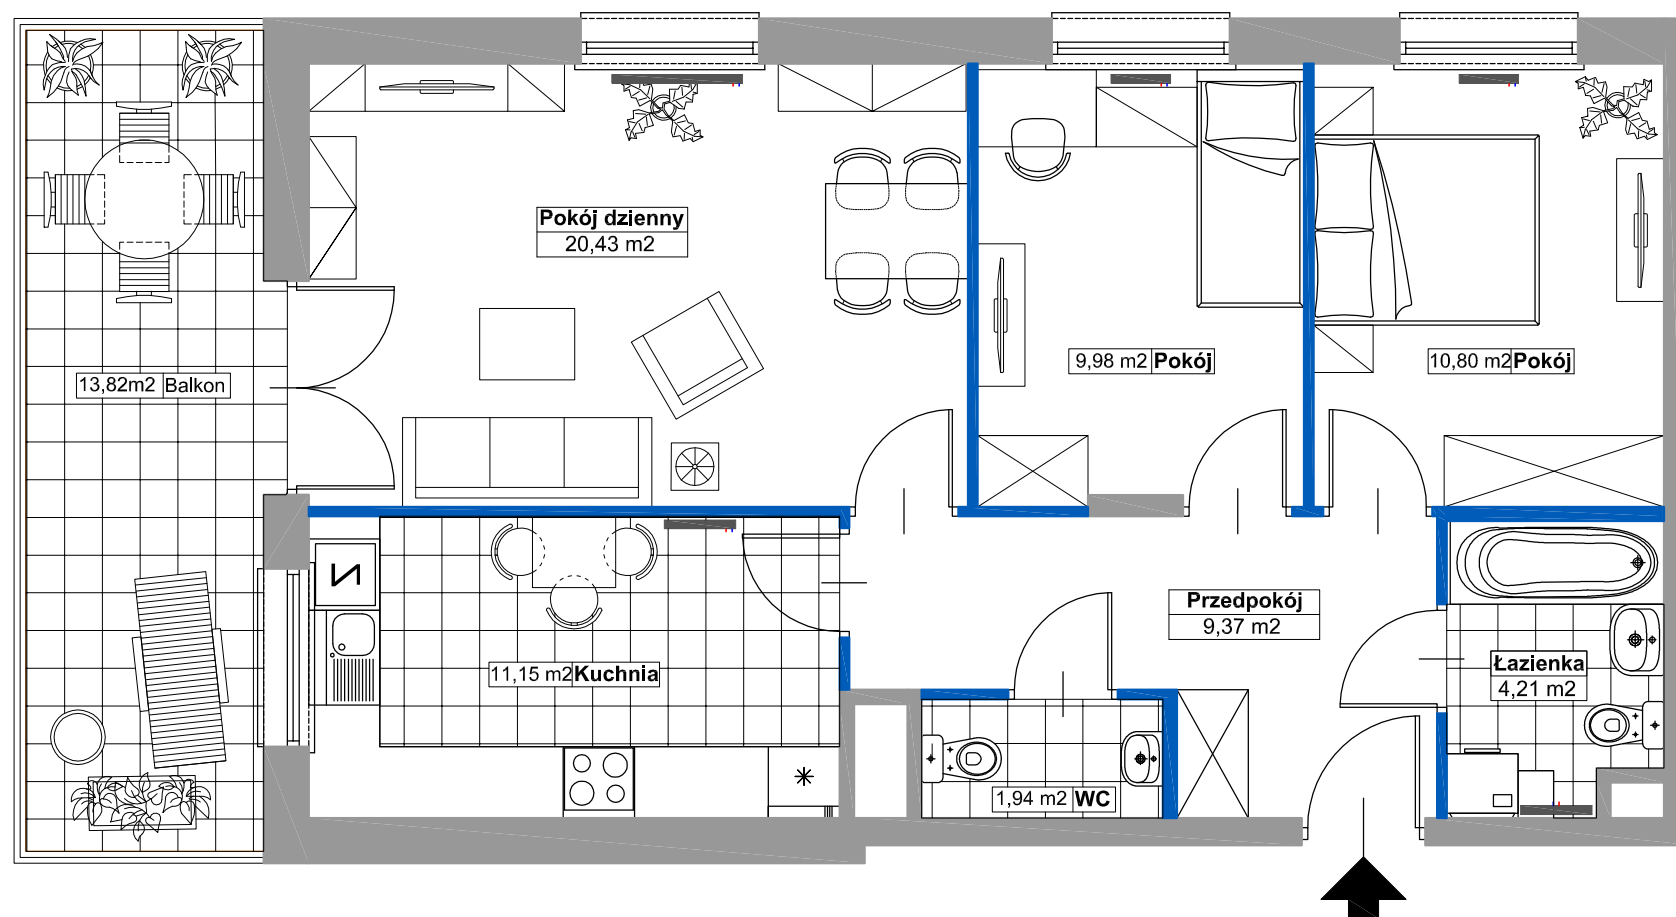 Pokój dzienny
20,43 m2
9,98 m2 Pokój
10,80 m2 Pokój
13,82m2 Balkon
Przedpokój
9,37 m2
11,15 m2 Kuchnia
Łazienka
4,21 m2
1,94 m2 WC